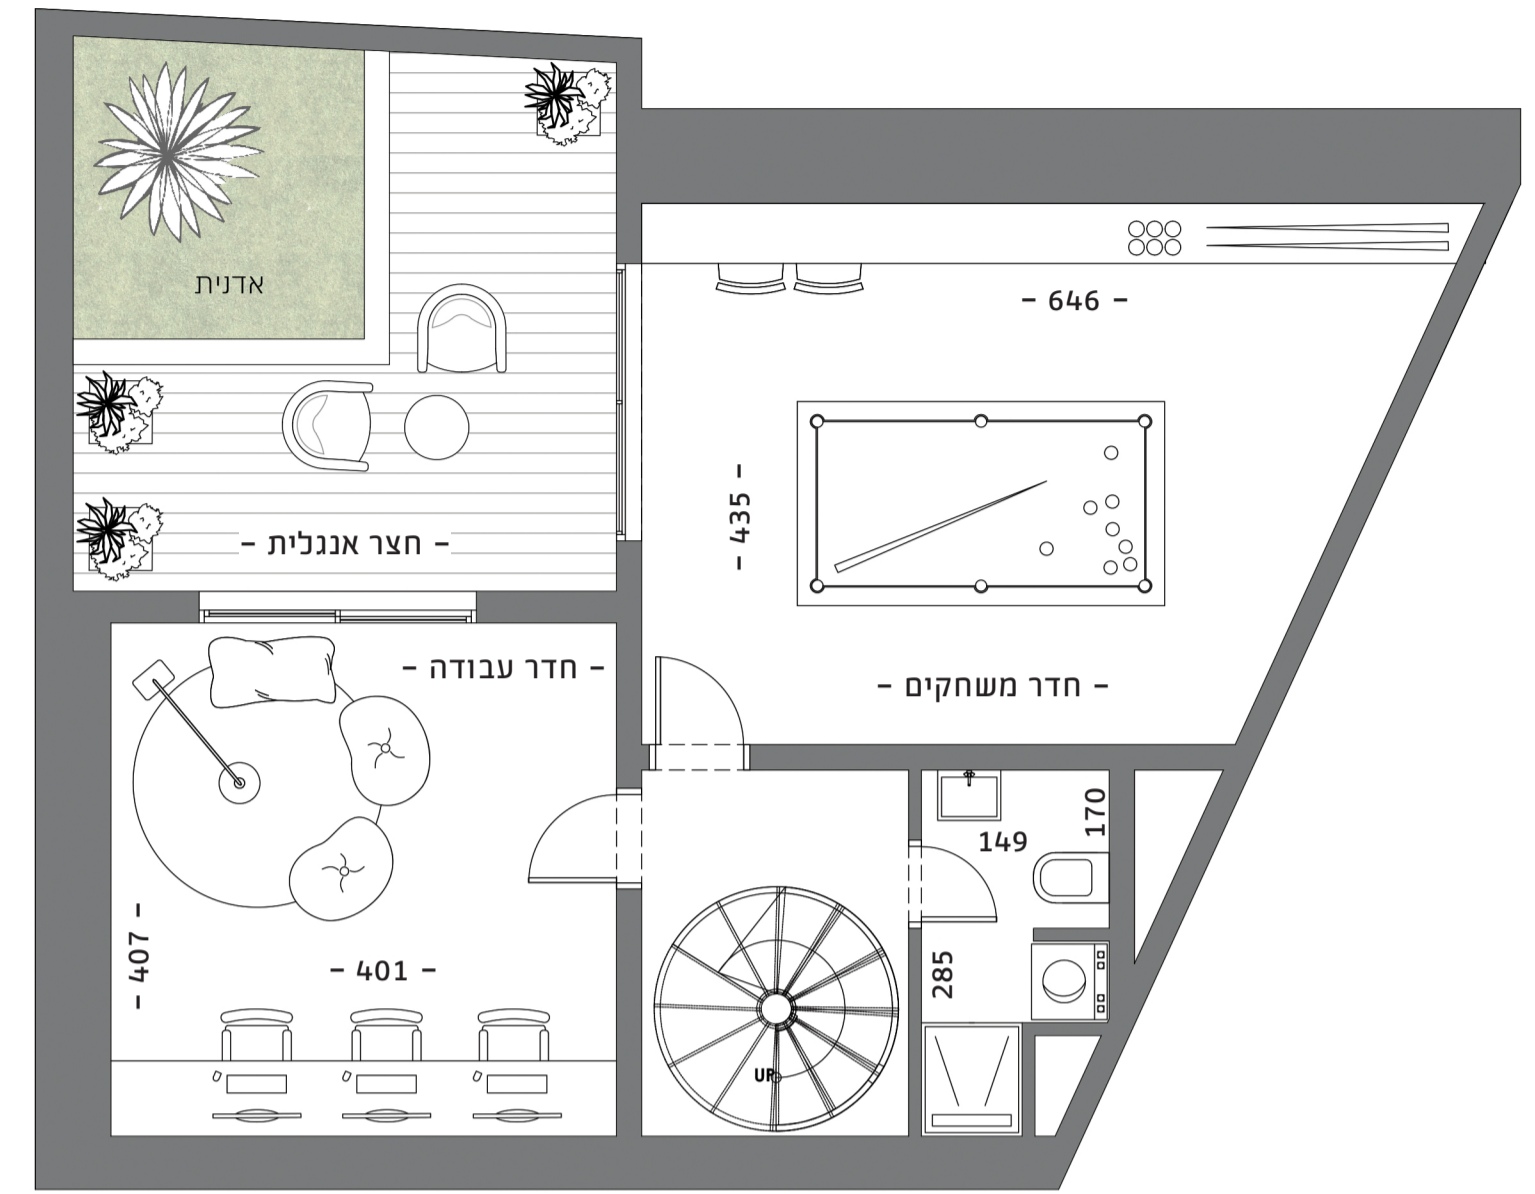 אדנית
- 646 -
- 435 -
- חצר אנגלית -
- חדר עבודה -
- חדר משחקים -
170
149
- 407 -
- 401 -
285
UP